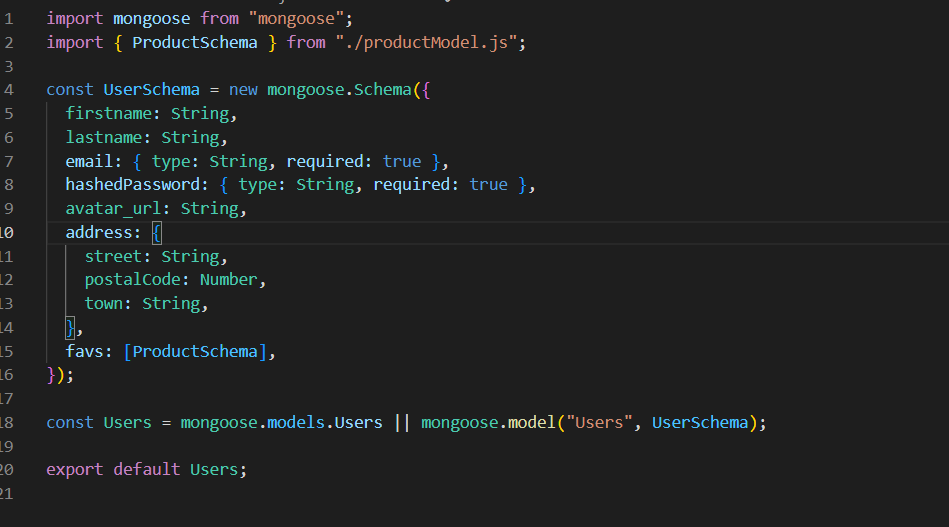 1 import mongoose from "mongoose";
2 import { ProductSchema } from "./productModel.js";
3
4 const UserSchema = new mongoose.Schema({
5   firstname: String,
6   lastname: String,
7   email: { type: String, required: true },
8   hashedPassword: { type: String, required: true },
9   avatar_url: String,
10   address: {
11     street: String,
12     postalCode: Number,
13     town: String,
14   },
15   favs: [ProductSchema],
16 });
17
18 const Users = mongoose.models.Users || mongoose.model("Users", UserSchema);
19
20 export default Users;
21